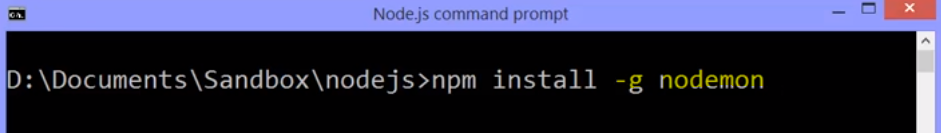 Node.js command prompt
D:\Documents\Sandbox\nodejs>npm install -g nodemon